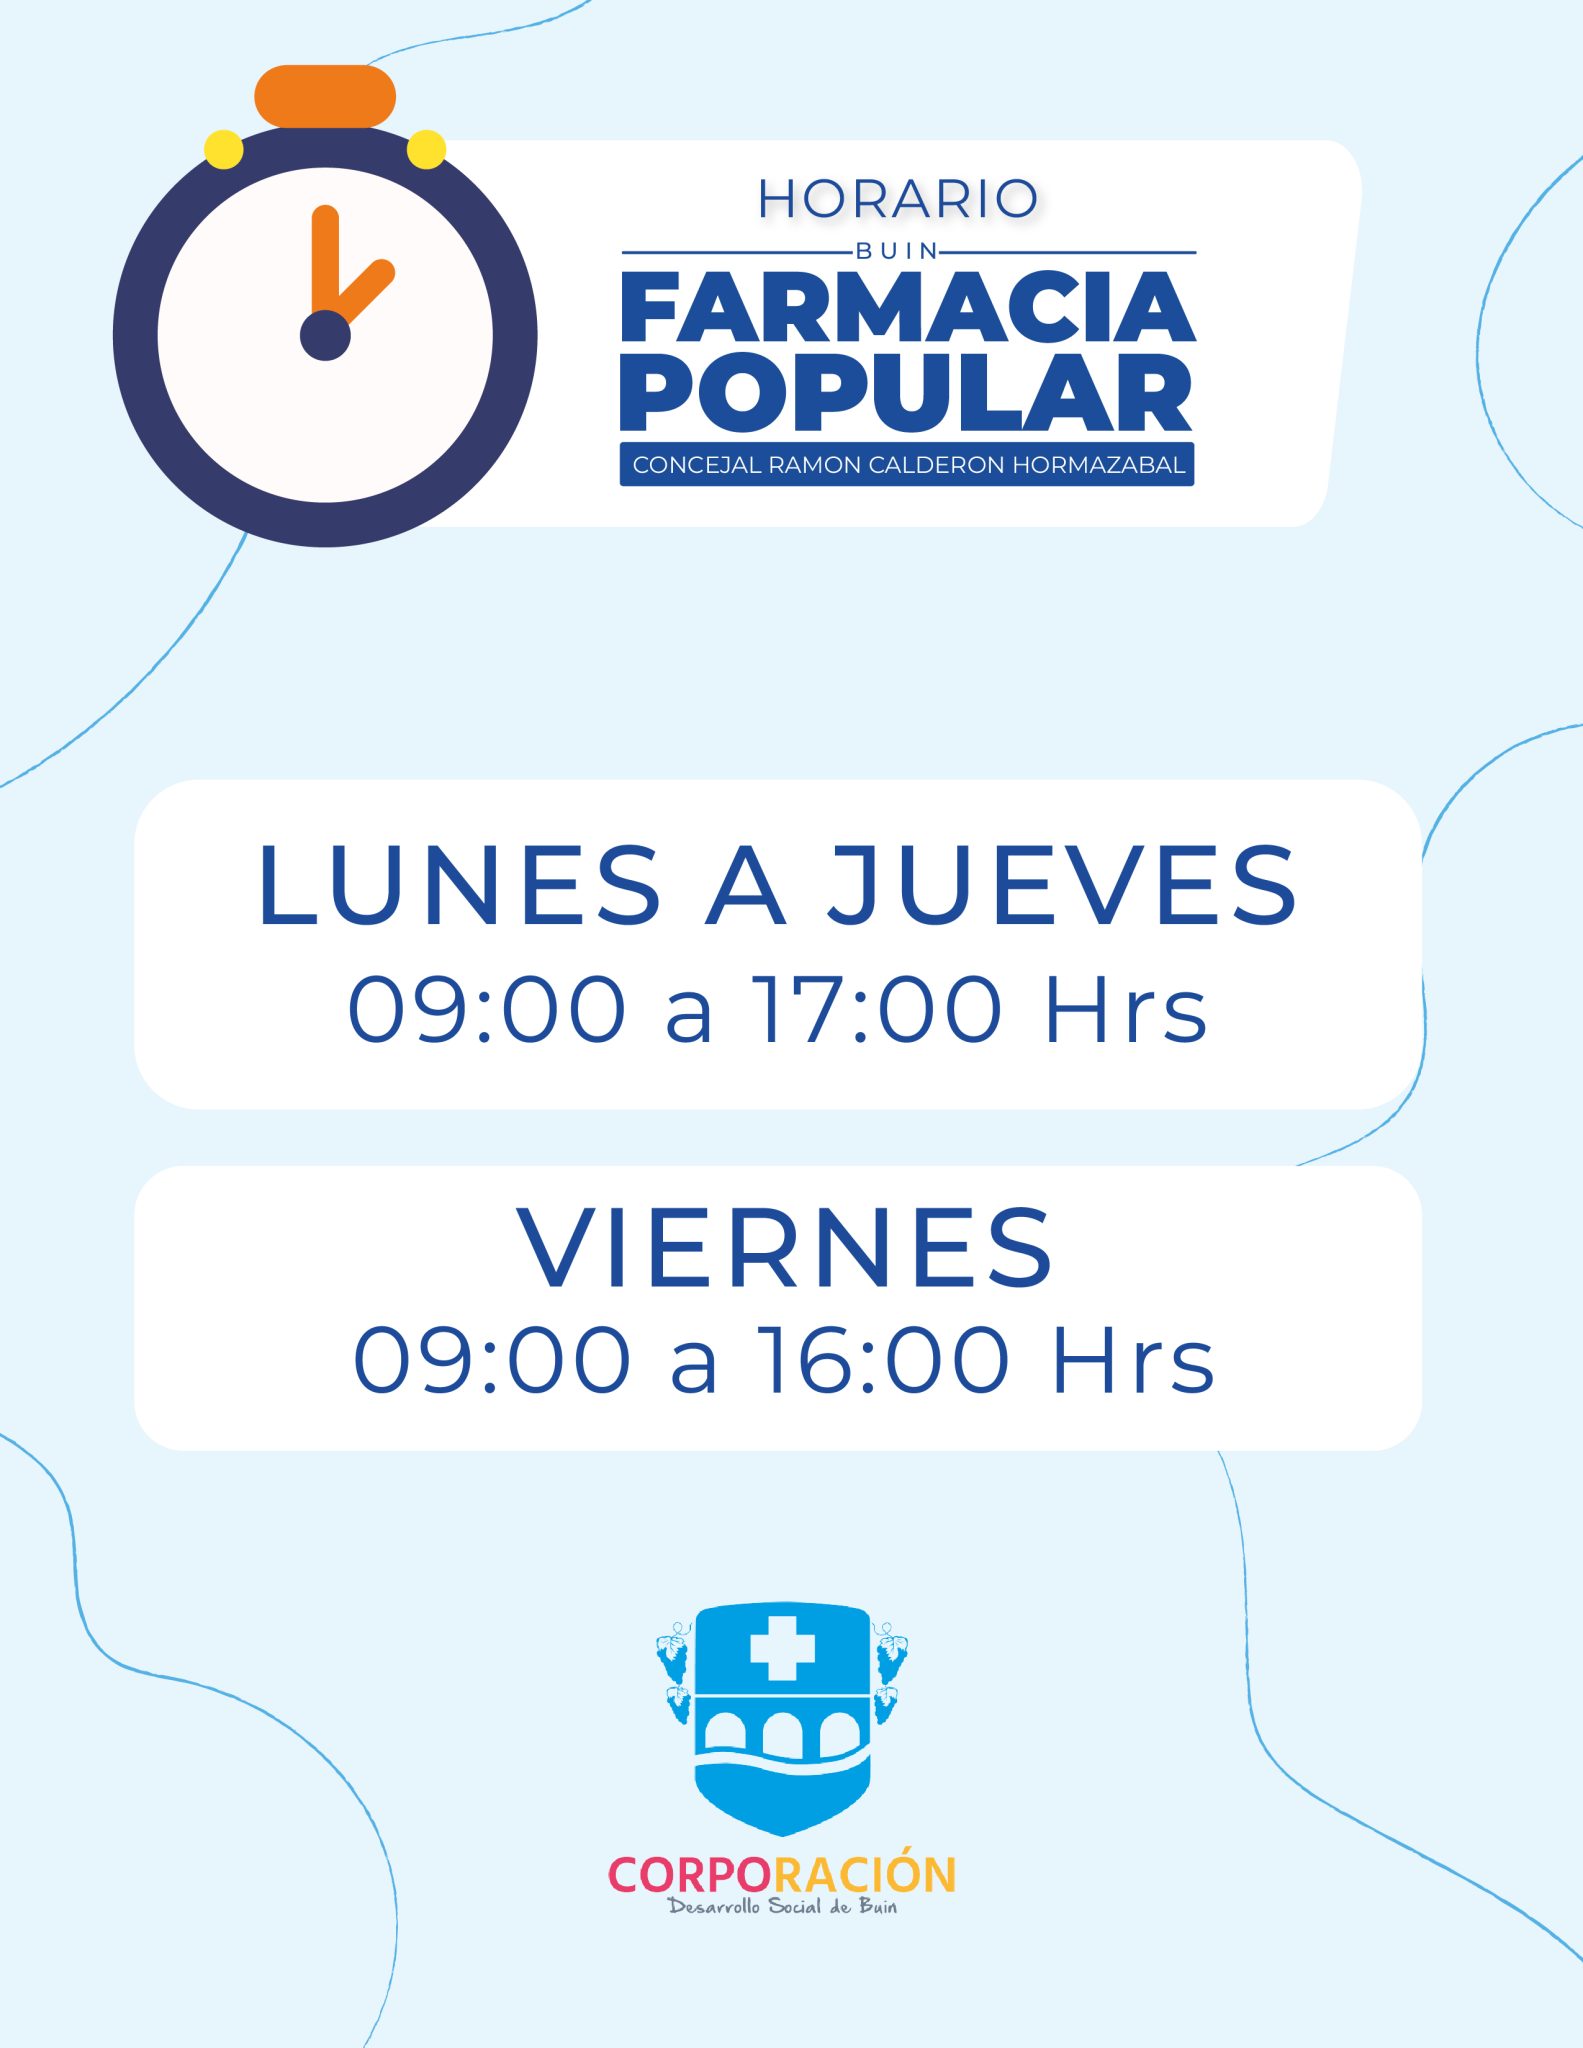 HORARIO
BUIN
FARMACIA
POPULAR
CONCEJAL RAMON CALDERON HORMAZABAL
LUNES A JUEVES
09:00 a 17:00 Hrs
VIERNES
09:00 a 16:00 Hrs
CORPORACIÓN
Desarrollo Social de Buin